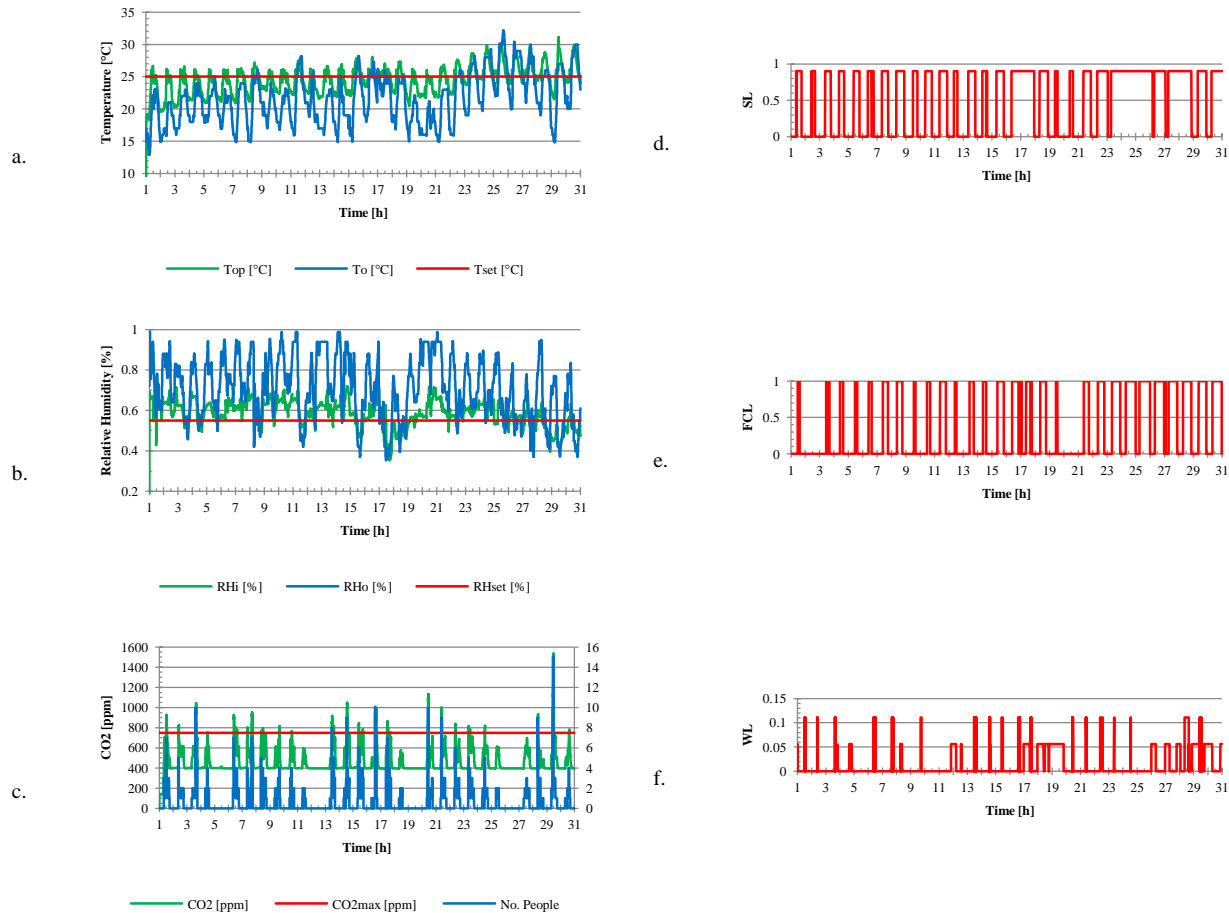 a.
Temperature [°C]
35
30
25
20
15
10
1 3 5 7 9 11 13 15 17 19 21 23 25 27 29 31
Time [h]
Top [°C] To [°C] Tset [°C]
b.
Relative Humidity [%]
1
0.8
0.6
0.4
0.2
1 3 5 7 9 11 13 15 17 19 21 23 25 27 29 31
Time [h]
RHi [%] RHo [%] RHset [%]
c.
CO2 [ppm]
1600 16
1400 14
1200 12
1000 10
800 8
600 6
400 4
200 2
0 0
1 3 5 7 9 11 13 15 17 19 21 23 25 27 29 31
Time [h]
CO2 [ppm] CO2max [ppm] No. People
d.
SL
1
0.5
0
1 3 5 7 9 11 13 15 17 19 21 23 25 27 29 31
Time [h]
e.
FCL
1
0.5
0
1 3 5 7 9 11 13 15 17 19 21 23 25 27 29 31
Time [h]
f.
WL
0.15
0.1
0.05
0
1 3 5 7 9 11 13 15 17 19 21 23 25 27 29 31
Time [h]